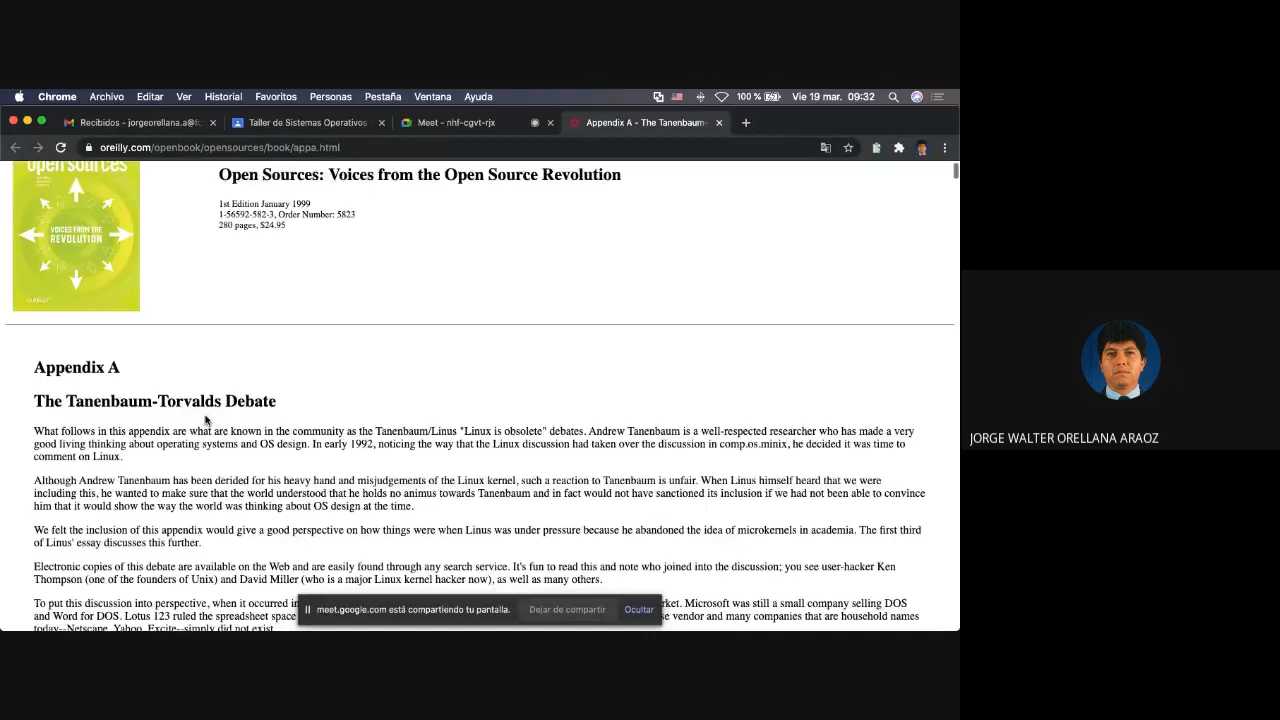 Chrome Archivo Editar Ver Historial Favoritos Personas Pestaña Ventana Ayuda 100 % Vie 19 mar. 09:32
Recibidos - jorgeorellana.a@fc Taller de Sistemas Operativos Meet - nhf-cgvt-rjx Appendix A - The Tanenbaum-
oreilly.com/openbook/opensources/book/appa.html
open sources
VOICES FROM THE
REVOLUTION
O'REILLY
Open Sources: Voices from the Open Source Revolution
1st Edition January 1999
1-56592-582-3, Order Number: 5823
280 pages, $24.95
Appendix A
The Tanenbaum-Torvalds Debate
What follows in this appendix are what are known in the community as the Tanenbaum/Linus "Linux is obsolete" debates. Andrew Tanenbaum is a well-respected researcher who has made a very
good living thinking about operating systems and OS design. In early 1992, noticing the way that the Linux discussion had taken over the discussion in comp.os.minix, he decided it was time to
comment on Linux.
Although Andrew Tanenbaum has been derided for his heavy hand and misjudgements of the Linux kernel, such a reaction to Tanenbaum is unfair. When Linus himself heard that we were
including this, he wanted to make sure that the world understood that he holds no animus towards Tanenbaum and in fact would not have sanctioned its inclusion if we had not been able to convince
him that it would show the way the world was thinking about OS design at the time.
We felt the inclusion of this appendix would give a good perspective on how things were when Linus was under pressure because he abandoned the idea of microkernels in academia. The first third
of Linus' essay discusses this further.
Electronic copies of this debate are available on the Web and are easily found through any search service. It's fun to read this and note who joined into the discussion; you see user-hacker Ken
Thompson (one of the founders of Unix) and David Miller (who is a major Linux kernel hacker now), as well as many others.
To put this discussion into perspective, when it occurred in rket. Microsoft was still a small company selling DOS
and Word for DOS. Lotus 123 ruled the spreadsheet space se vendor and many companies that are household names
today--Netscape, Yahoo, Excite--simply did not exist.
meet.google.com está compartiendo tu pantalla. Dejar de compartir Ocultar
JORGE WALTER ORELLANA ARAOZ